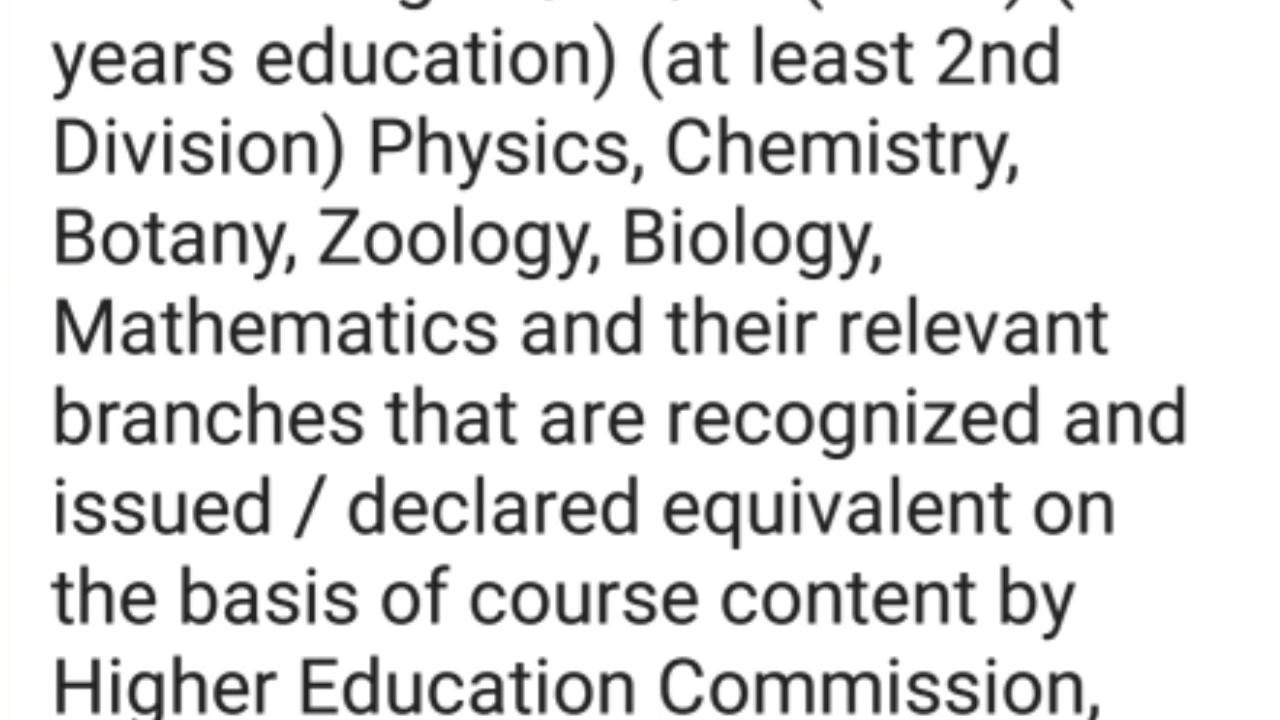 years education) (at least 2nd
Division) Physics, Chemistry,
Botany, Zoology, Biology,
Mathematics and their relevant
branches that are recognized and
issued / declared equivalent on
the basis of course content by
Higher Education Commission,